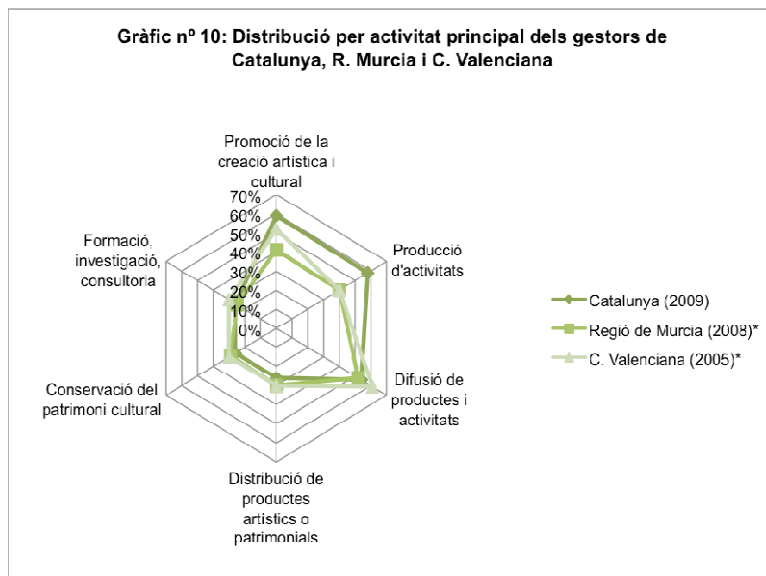 Gràfic nº 10: Distribució per activitat principal dels gestors de
Catalunya, R. Murcia i C. Valenciana
Promoció de la
creació artística i
cultural
70%
60%
50%
40%
30%
20%
10%
0%
Producció
d'activitats
Difusió de
productes i
activitats
Distribució de
productes
artístics o
patrimonials
Conservació del
patrimoni cultural
Formació,
investigació,
consultoria
Catalunya (2009)
Regió de Murcia (2008)*
C. Valenciana (2005)*